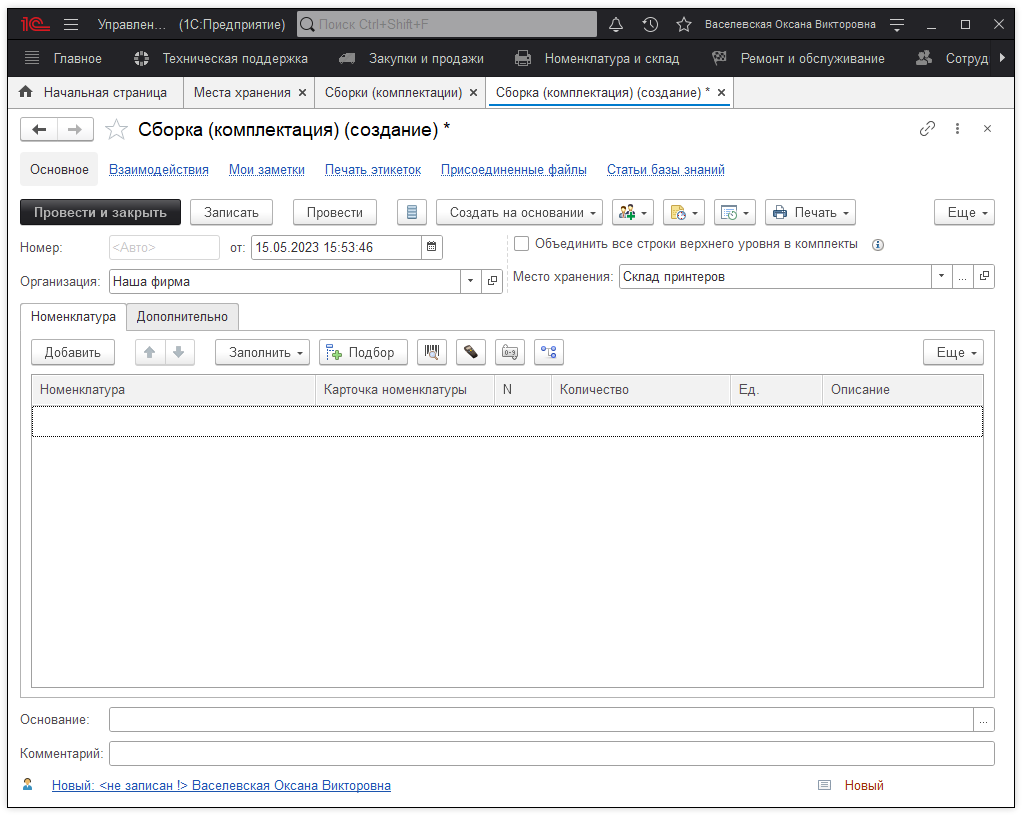 1С Управлен... (1С:Предприятие) Поиск Ctrl+Shift+F Васелевская Оксана Викторовна
Главное Техническая поддержка Закупки и продажи Номенклатура и склад Ремонт и обслуживание Сотруд
Начальная страница Места хранения × Сборки (комплектации) × Сборка (комплектация) (создание) * ×
Сборка (комплектация) (создание) *
Основное Взаимодействия Мои заметки Печать этикеток Присоединенные файлы Статьи базы знаний
Провести и закрыть Записать Провести Создать на основании Печать Еще
Номер: <Авто> от: 15.05.2023 15:53:46 Объединить все строки верхнего уровня в комплекты
Организация: Наша фирма Место хранения: Склад принтеров ...
Номенклатура Дополнительно
Добавить Заполнить Подбор 0-9 Еще
Номенклатура Карточка номенклатуры N Количество Ед. Описание
Основание: ...
Комментарий:
Новый: <не записан !> Васелевская Оксана Викторовна Новый